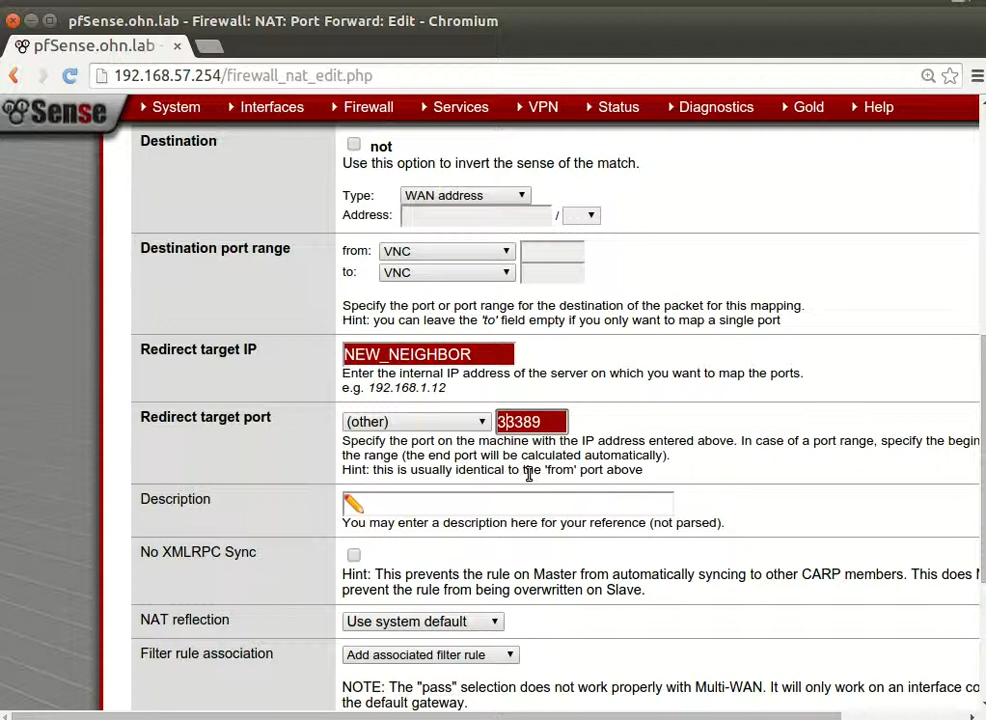 pfSense.ohn.lab - Firewall: NAT: Port Forward: Edit - Chromium
pfSense.ohn.lab
192.168.57.254/firewall_nat_edit.php
Sense
System Interfaces Firewall Services VPN Status Diagnostics Gold Help
Destination
not
Use this option to invert the sense of the match.
Type: WAN address
Address: /
Destination port range
from: VNC
to: VNC
Specify the port or port range for the destination of the packet for this mapping.
Hint: you can leave the 'to' field empty if you only want to map a single port
Redirect target IP
NEW_NEIGHBOR
Enter the internal IP address of the server on which you want to map the ports.
e.g. 192.168.1.12
Redirect target port
(other) 33389
Specify the port on the machine with the IP address entered above. In case of a port range, specify the begin
the range (the end port will be calculated automatically).
Hint: this is usually identical to the 'from' port above
Description
You may enter a description here for your reference (not parsed).
No XMLRPC Sync
Hint: This prevents the rule on Master from automatically syncing to other CARP members. This does
prevent the rule from being overwritten on Slave.
NAT reflection
Use system default
Filter rule association
Add associated filter rule
NOTE: The "pass" selection does not work properly with Multi-WAN. It will only work on an interface co
the default gateway.